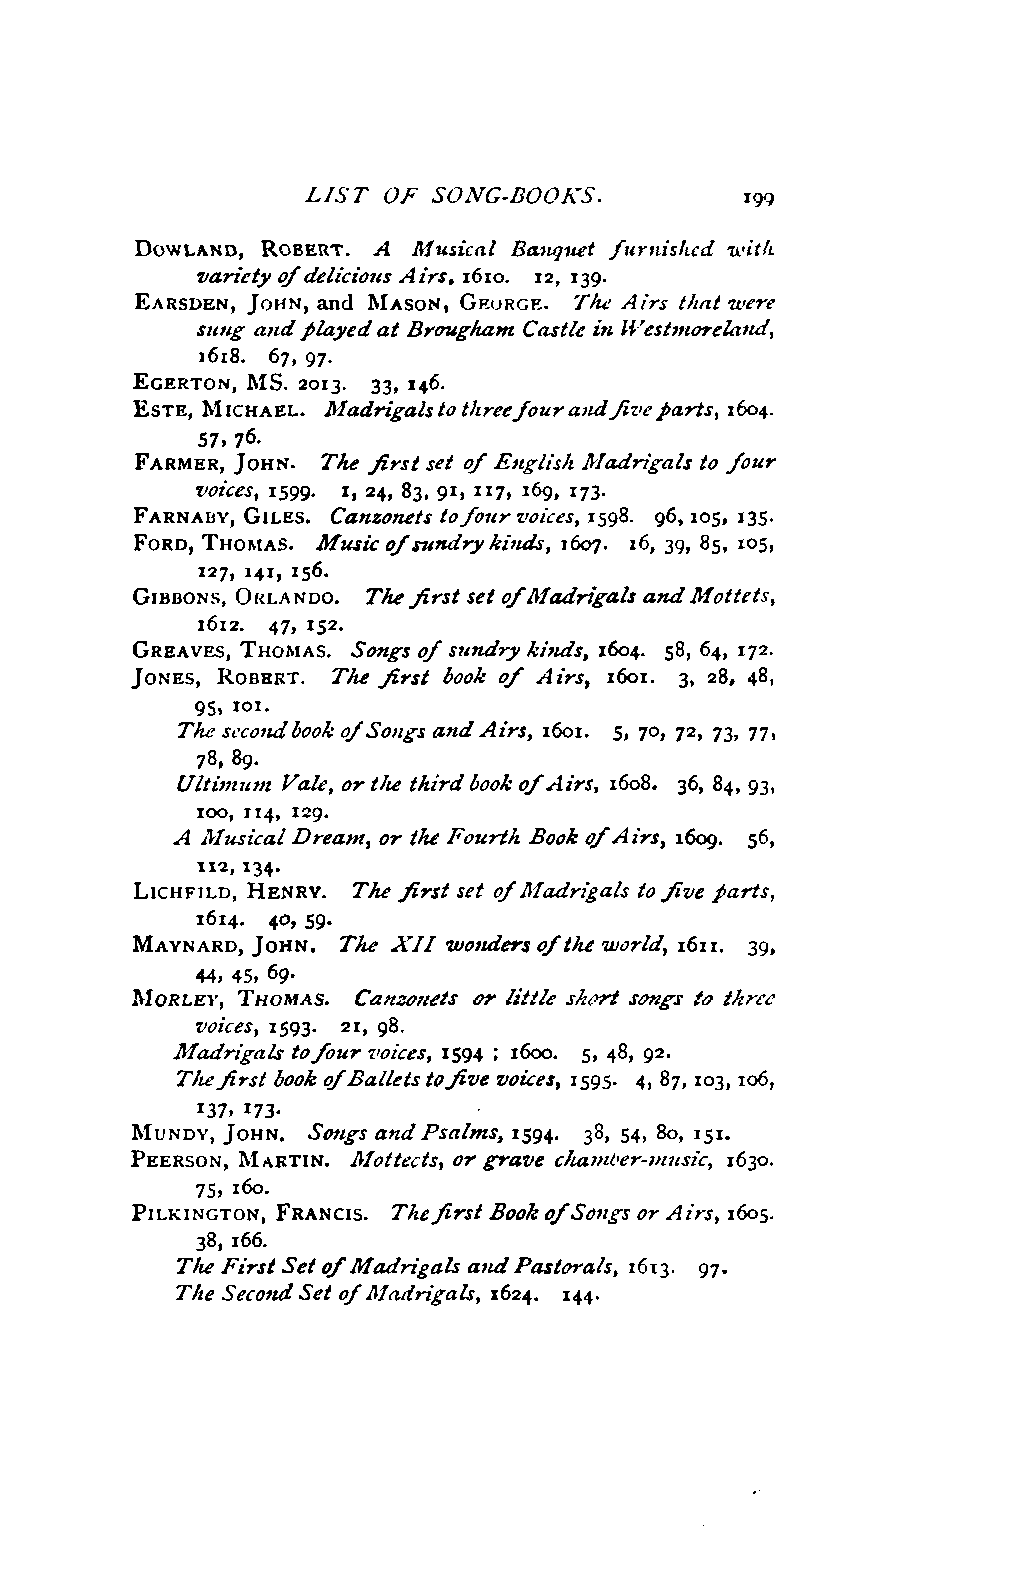 LIST OF SONG-BOOKS. 199
DOWLAND, ROBERT. A Musical Banquet furnished with
variety of delicious Airs, 1610. 12, 139.
EARSDEN, JOHN, and MASON, GEORGE. The Airs that were
sung and played at Brougham Castle in Westmoreland,
1618. 67, 97.
EGERTON, MS. 2013. 33, 146.
ESTE, MICHAEL. Madrigals to three four and five parts, 1604.
57, 76.
FARMER, JOHN. The first set of English Madrigals to four
voices, 1599. 1, 24, 83, 91, 117, 169, 173.
FARNABY, GILES. Canzonets to four voices, 1598. 96, 105, 135.
FORD, THOMAS. Music of sundry kinds, 1607. 16, 39, 85, 105,
127, 141, 156.
GIBBONS, ORLANDO. The first set of Madrigals and Mottets,
1612. 47, 152.
GREAVES, THOMAS. Songs of sundry kinds, 1604. 58, 64, 172.
JONES, ROBERT. The first book of Airs, 1601. 3, 28, 48,
95, 101.
The second book of Songs and Airs, 1601. 5, 70, 72, 73, 77,
78, 89.
Ultimum Vale, or the third book of Airs, 1608. 36, 84, 93,
100, 114, 129.
A Musical Dream, or the Fourth Book of Airs, 1609. 56,
112, 134.
LICHFILD, HENRY. The first set of Madrigals to five parts,
1614. 40, 59.
MAYNARD, JOHN. The XII wonders of the world, 1611. 39,
44, 45, 69.
MORLEY, THOMAS. Canzonets or little short songs to three
voices, 1593. 21, 98.
Madrigals to four voices, 1594 ; 1600. 5, 48, 92.
The first book of Ballets to five voices, 1595. 4, 87, 103, 106,
137, 173.
MUNDY, JOHN. Songs and Psalms, 1594. 38, 54, 80, 151.
PEERSON, MARTIN. Mottects, or grave chamber-music, 1630.
75, 160.
PILKINGTON, FRANCIS. The first Book of Songs or Airs, 1605.
38, 166.
The First Set of Madrigals and Pastorals, 1613. 97.
The Second Set of Madrigals, 1624. 144.